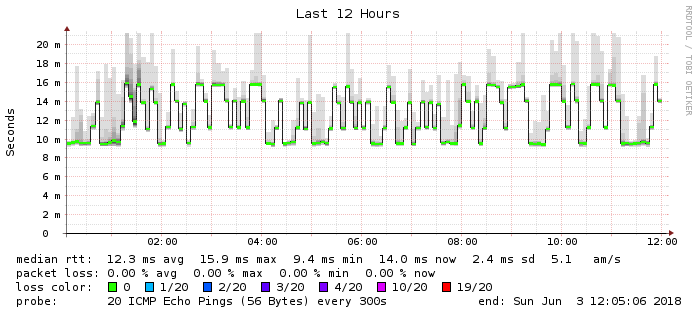 Last 12 Hours
RRDTOOL / TOBI OETIKER
Seconds
20 m
18 m
16 m
14 m
12 m
10 m
8 m
6 m
4 m
2 m
0
02:00 04:00 06:00 08:00 10:00 12:00
median rtt: 12.3 ms avg 15.9 ms max 9.4 ms min 14.0 ms now 2.4 ms sd 5.1 am/s
packet loss: 0.00 % avg 0.00 % max 0.00 % min 0.00 % now
loss color: 0 1/20 2/20 3/20 4/20 10/20 19/20
probe: 20 ICMP Echo Pings (56 Bytes) every 300s end: Sun Jun 3 12:05:06 2018